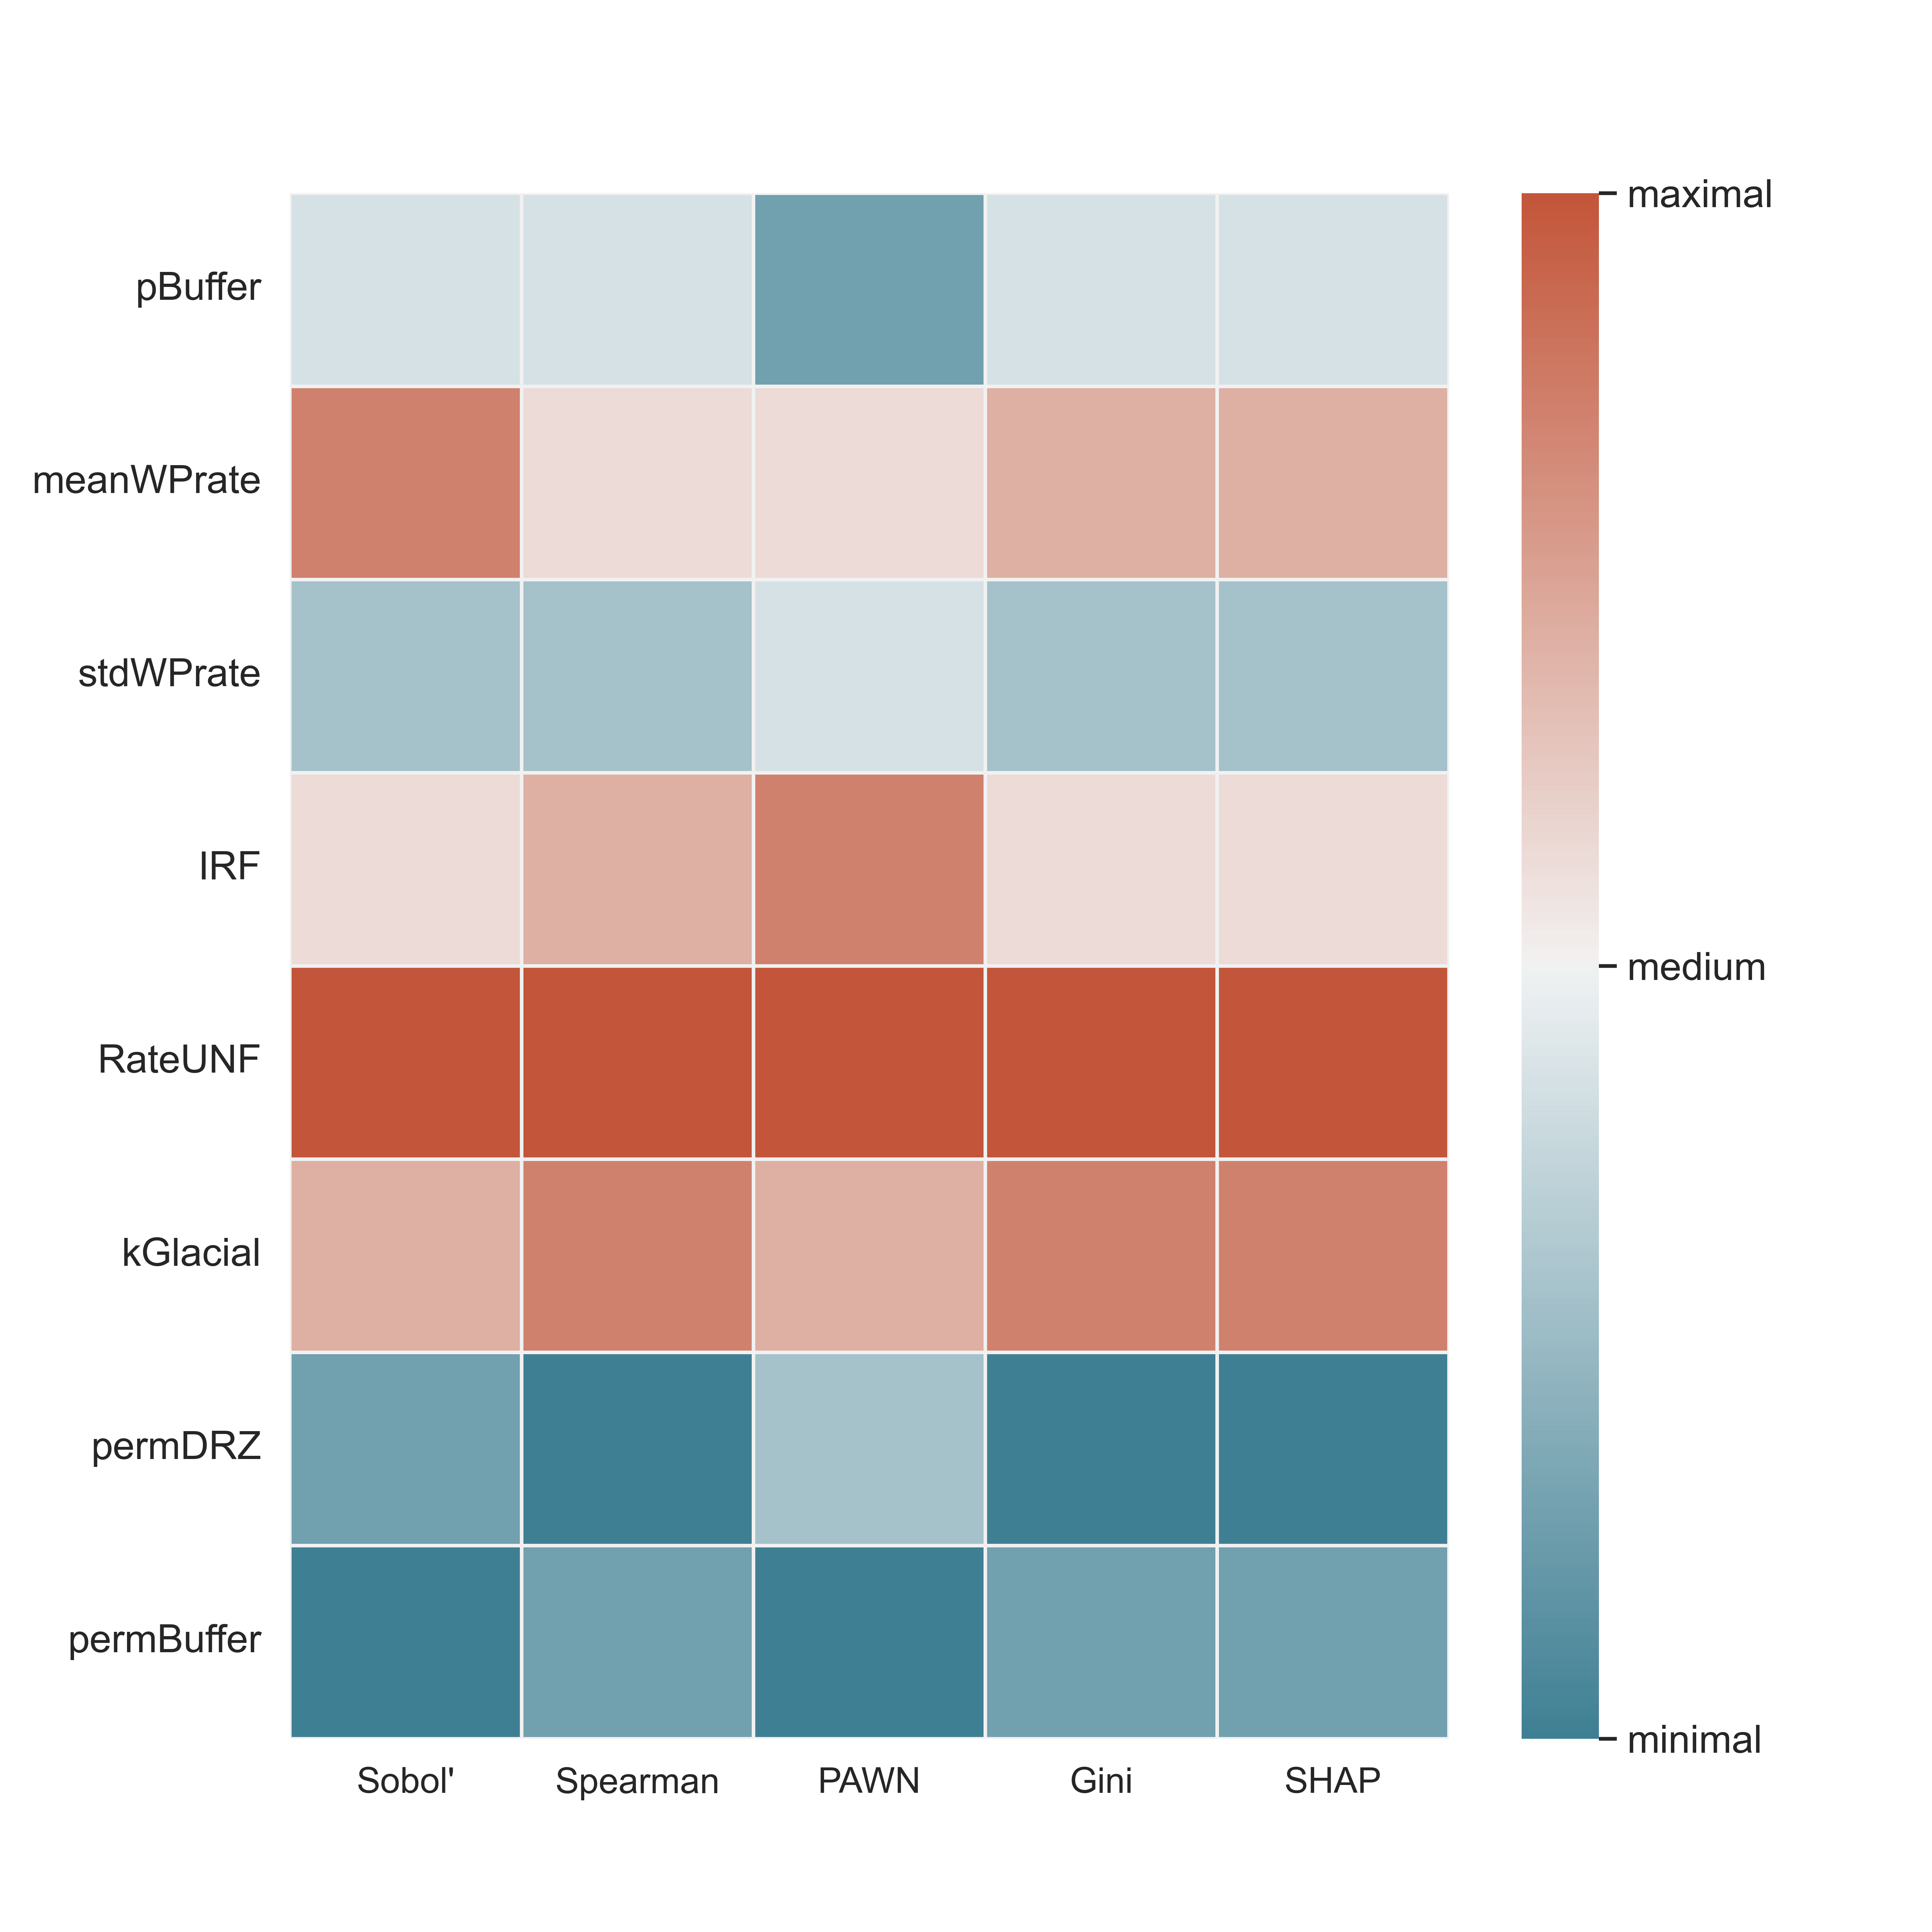 pBuffer
meanWPrate
stdWPrate
IRF
RateUNF
kGlacial
permDRZ
permBuffer
Sobol'
Spearman
PAWN
Gini
SHAP
maximal
medium
minimal